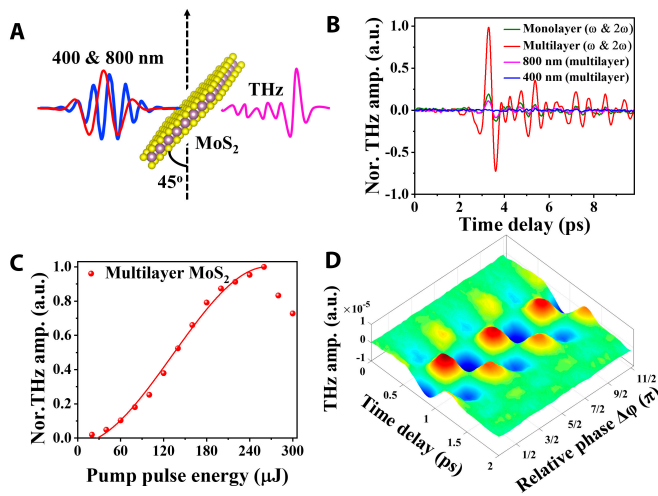 A
400 & 800 nm
THz
MoS₂
45°
B
Nor. THz amp. (a.u.)
1.0
0.5
0.0
-0.5
-1.0
0 2 4 6 8
Time delay (ps)
Monolayer (ω & 2ω)
Multilayer (ω & 2ω)
800 nm (multilayer)
400 nm (multilayer)
C
Nor.THz amp. (a.u.)
1.0
0.8
0.6
0.4
0.2
0.0
0 60 120 180 240 300
Pump pulse energy (μJ)
Multilayer MoS₂
D
THz amp. (a.u.)
×10⁻⁵
1
0
-1
0
0.5
1
1.5
2
Time delay (ps)
1/2
3/2
5/2
7/2
9/2
11/2
Relative phase Δφ (π)